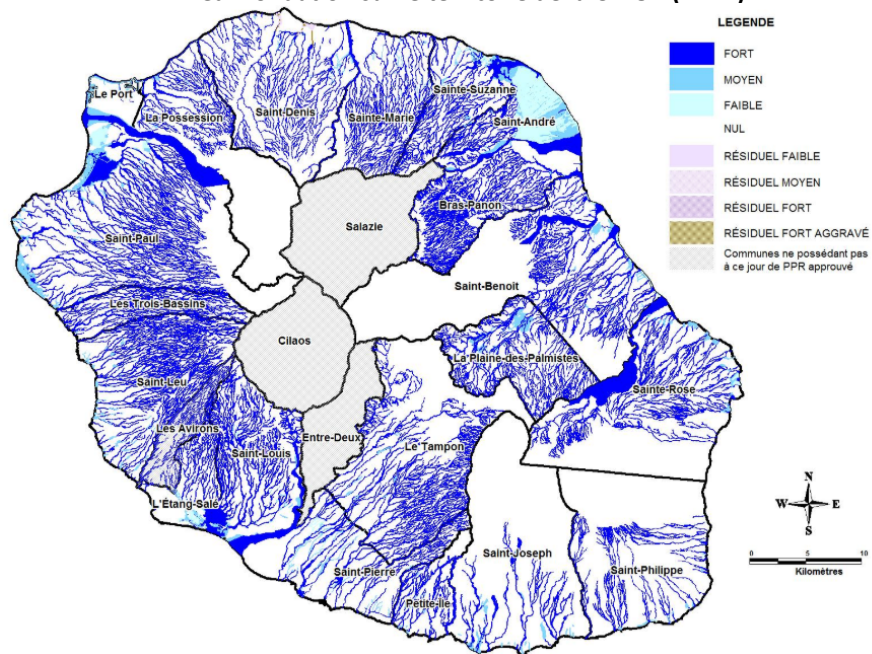 LEGENDE
FORT
MOYEN
FAIBLE
NUL
RÉSIDUEL FAIBLE
RÉSIDUEL MOYEN
RÉSIDUEL FORT
RÉSIDUEL FORT AGGRAVÉ
Communes ne possédant pas
à ce jour de PPR approuvé
Le Port
La Possession
Saint-Denis
Sainte-Marie
Sainte-Suzanne
Saint-André
Salazie
Bras-Panon
Saint-Paul
Saint-Benoit
Les Trois-Bassins
Cilaos
La Plaine-des-Palmistes
Sainte-Rose
Saint-Leu
Les Avirons
Saint-Louis
Entre-Deux
Le Tampon
L'Étang-Salé
Saint-Pierre
Petite-Ile
Saint-Joseph
Saint-Philippe
N
W E
S
0 5 10
Kilomètres